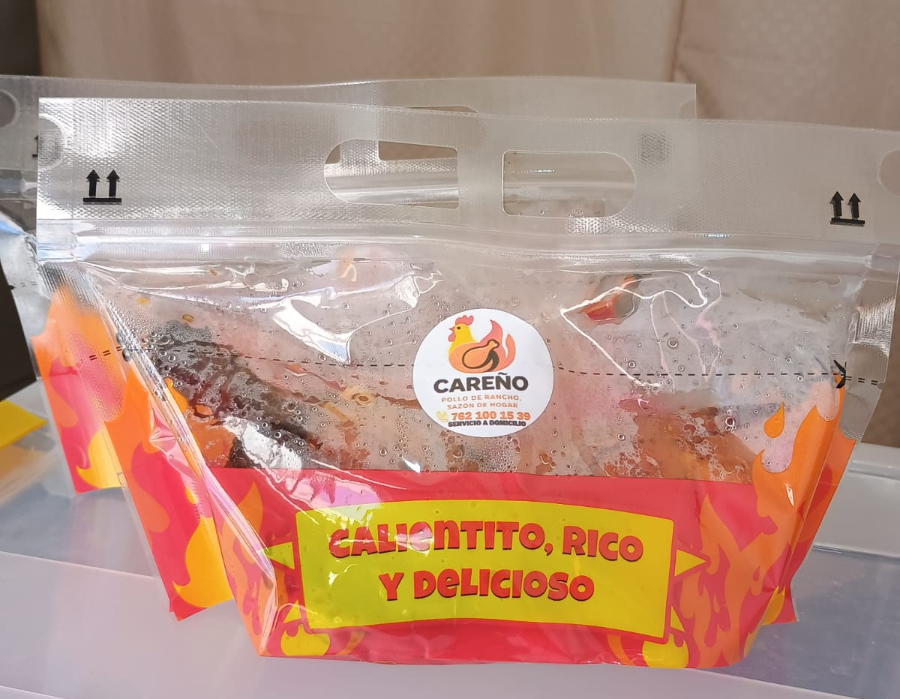 CAREÑO
POLLO DE RANCHO,
SAZÓN DE HOGAR
762 100 15 39
SERVICIO A DOMICILIO
CALIENTITO, RICO
Y DELICIOSO